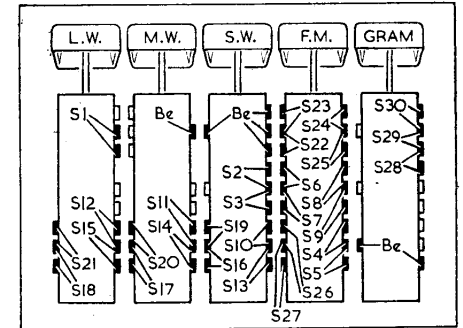 L.W. M.W. S.W. F.M. GRAM
S1 Be Be S23 S30
S24 S29
S22
S25 S28
S2 S6
S3 S8
S12 S11 S7
S15 S14 S19 S9
S10 S4 Be
S21 S20 S16 S5
S18 S17 S13 S26
S27